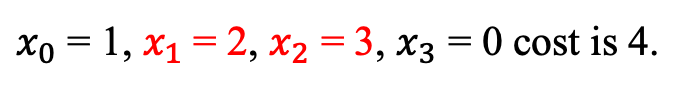 x₀ = 1, x₁ = 2, x₂ = 3, x₃ = 0 cost is 4.